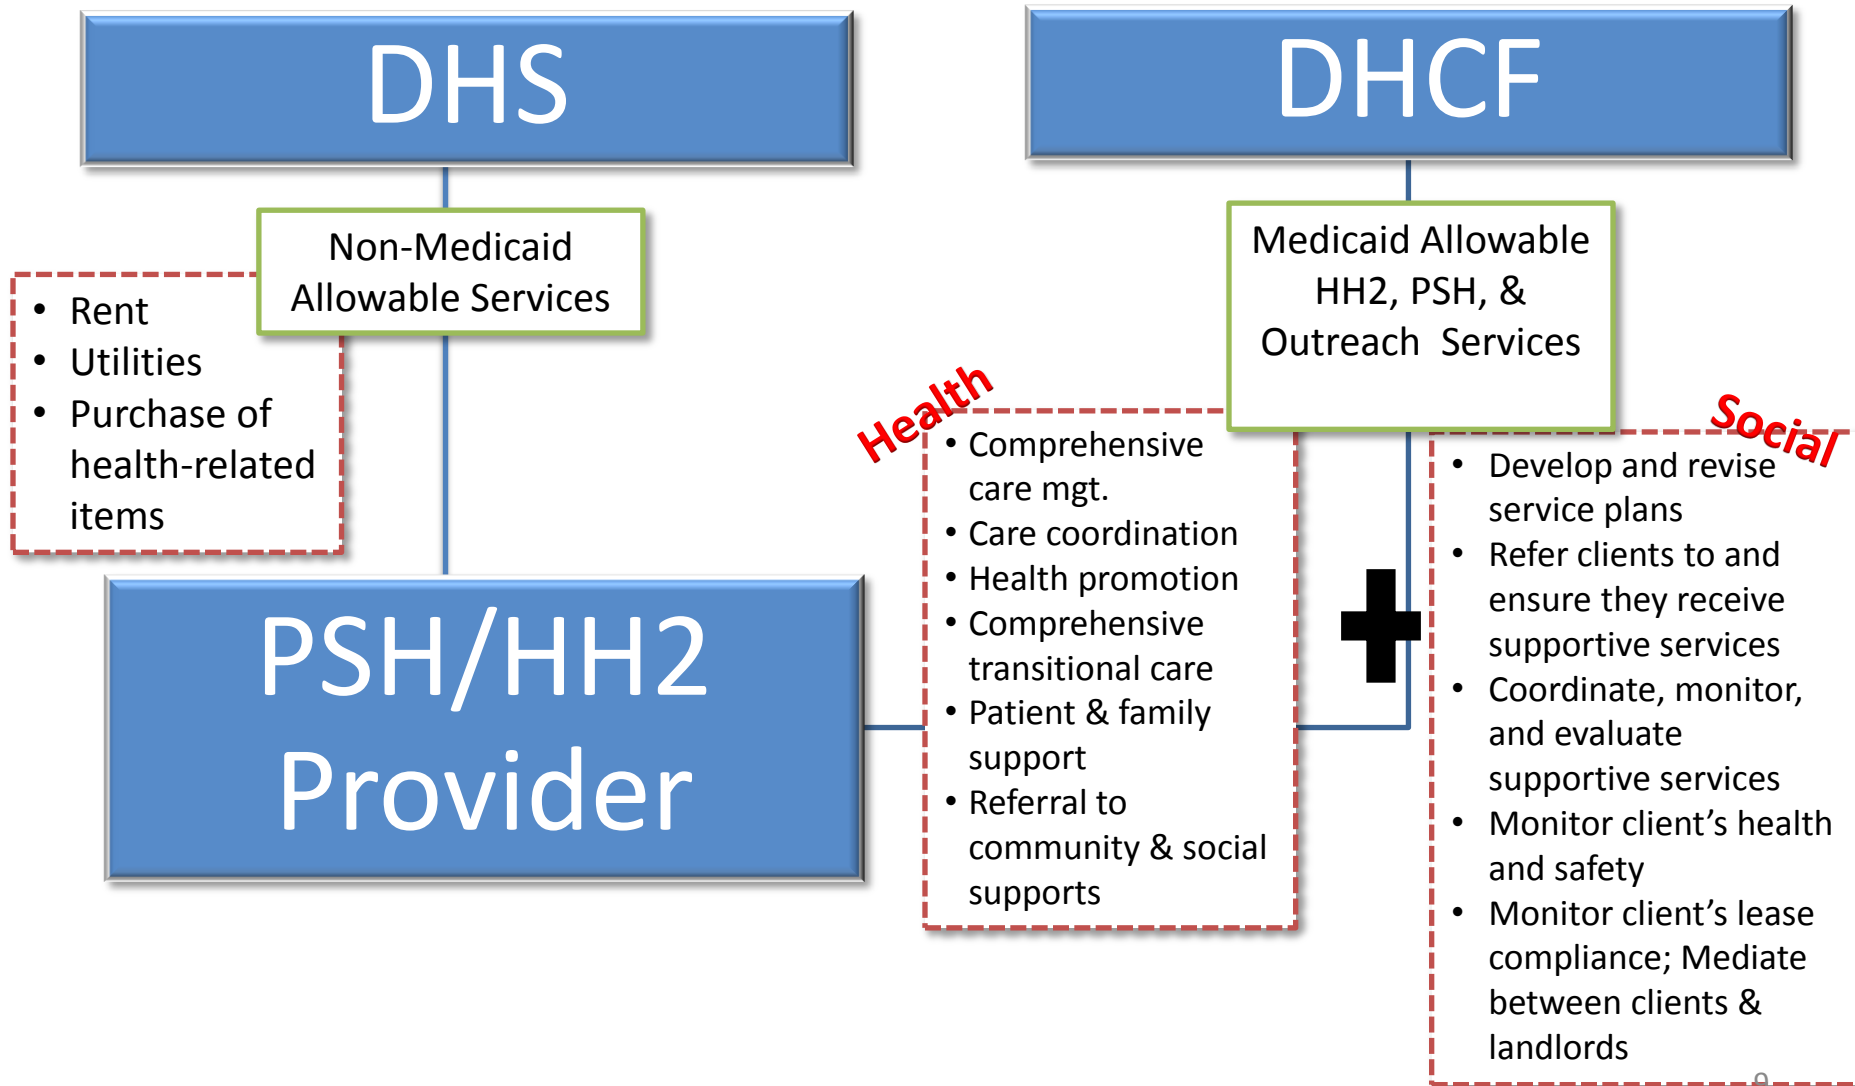 DHS
DHCF
Non-Medicaid
Allowable Services
• Rent
• Utilities
• Purchase of
health-related
items
Medicaid Allowable
HH2, PSH, &
Outreach Services
PSH/HH2
Provider
Health
• Comprehensive
care mgt.
• Care coordination
• Health promotion
• Comprehensive
transitional care
• Patient & family
support
• Referral to
community & social
supports
Social
• Develop and revise
service plans
• Refer clients to and
ensure they receive
supportive services
• Coordinate, monitor,
and evaluate
supportive services
• Monitor client’s health
and safety
• Monitor client’s lease
compliance; Mediate
between clients &
landlords
9